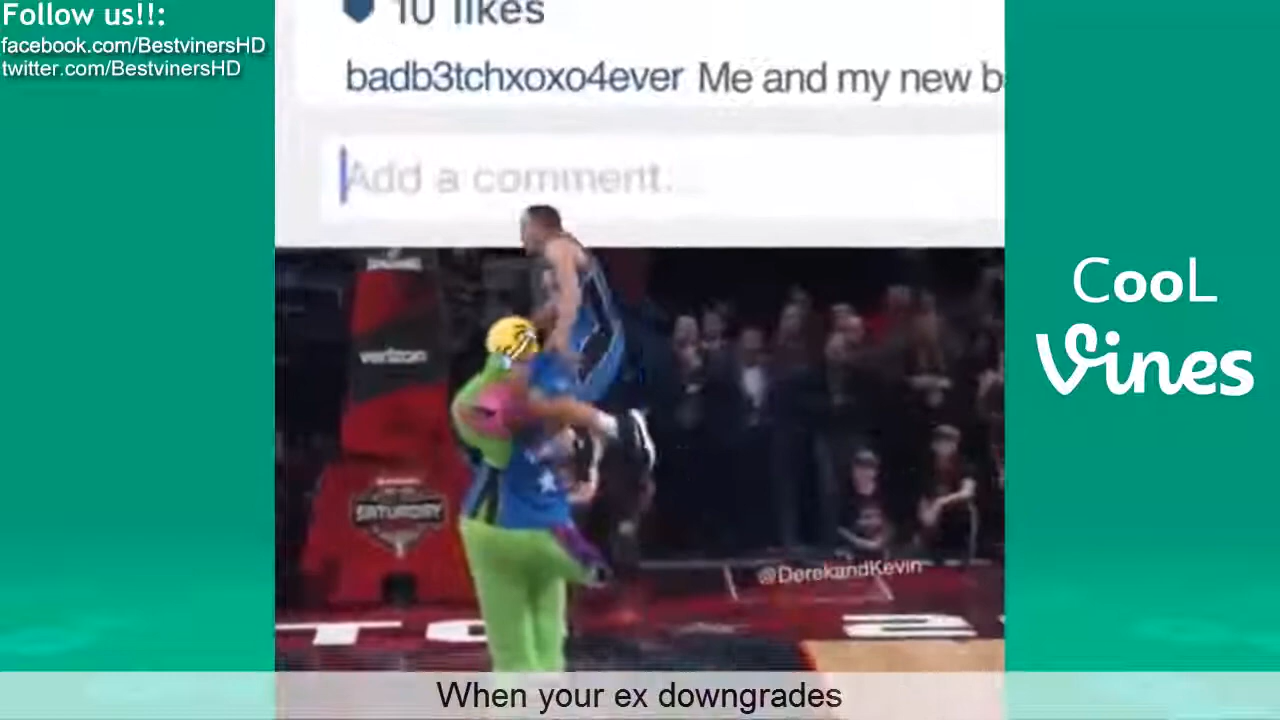 Follow us!!:
facebook.com/BestvinersHD
twitter.com/BestvinersHD
10 likes
badb3tchxoxo4ever Me and my new b
Add a comment...
verizon
SATURDAY
@DerekandKevin
CooL
Vines
When your ex downgrades